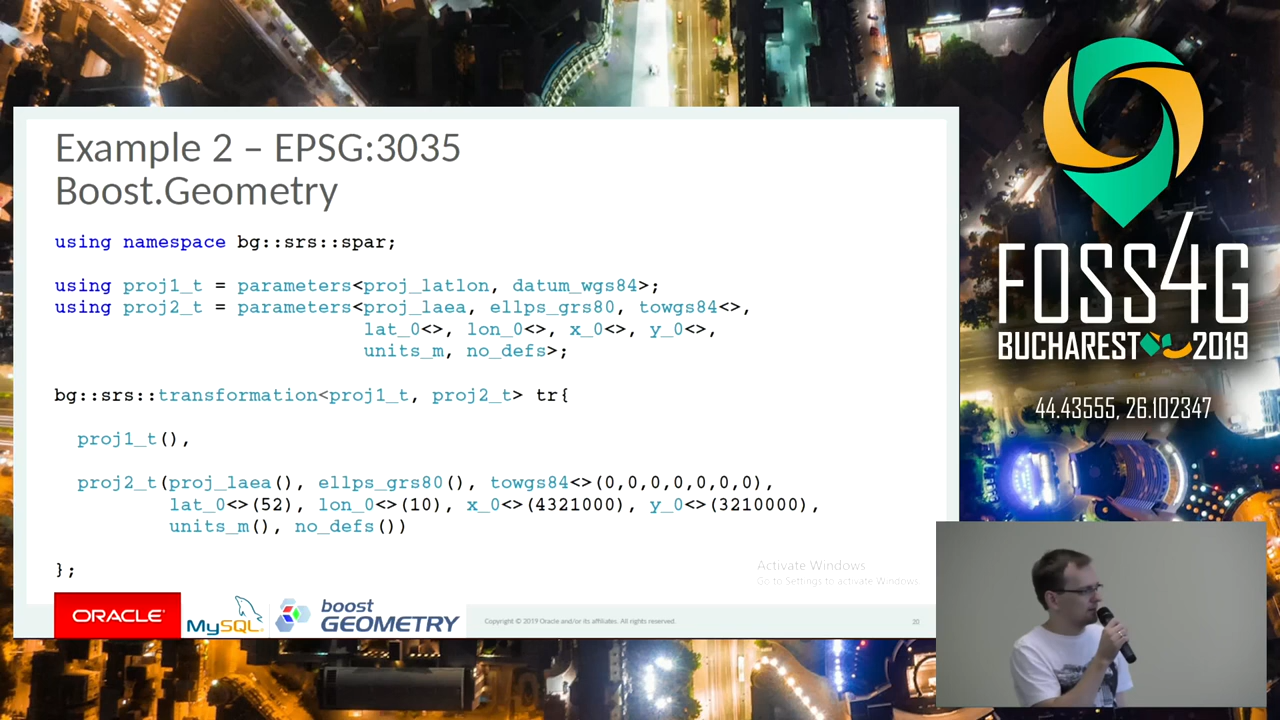 Example 2 – EPSG:3035
Boost.Geometry
using namespace bg::srs::spar;
using proj1_t = parameters<proj_latlon, datum_wgs84>;
using proj2_t = parameters<proj_laea, ellps_grs80, towgs84<>,
lat_0<>, lon_0<>, x_0<>, y_0<>,
units_m, no_defs>;
bg::srs::transformation<proj1_t, proj2_t> tr{
proj1_t(),
proj2_t(proj_laea(), ellps_grs80(), towgs84<>(0,0,0,0,0,0,0),
lat_0<>(52), lon_0<>(10), x_0<>(4321000), y_0<>(3210000),
units_m(), no_defs())
};
Activate Windows
Go to Settings to activate Windows.
ORACLE
MySQL
boost
GEOMETRY
Copyright © 2019 Oracle and/or its affiliates. All rights reserved.
20
FOSS4G
BUCHAREST 2019
44.43555, 26.102347